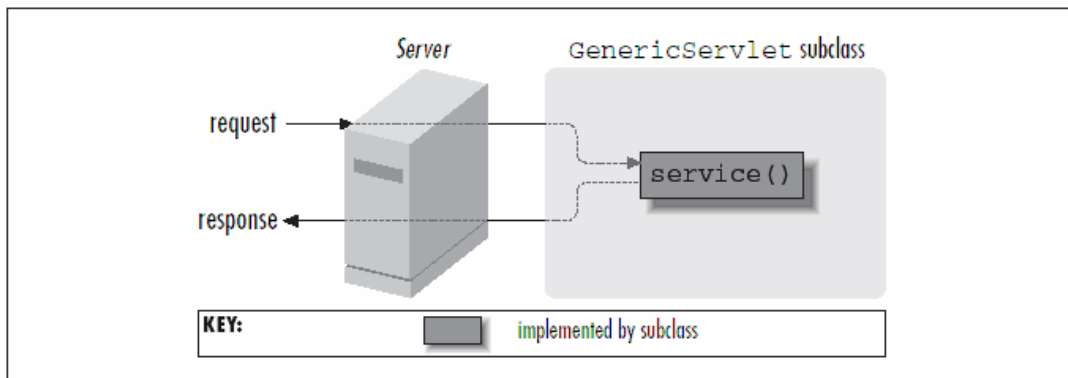 Server
GenericServlet subclass
request
service()
response
KEY:
implemented by subclass